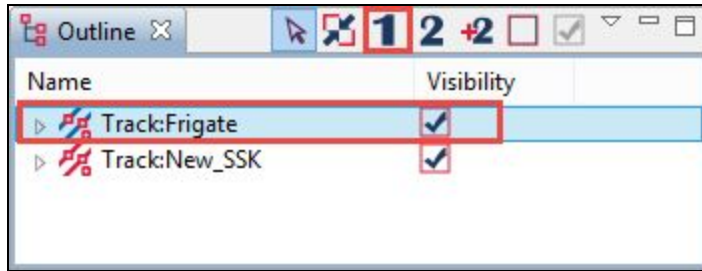 Outline 1 2 +2
Name Visibility
Track:Frigate
Track:New_SSK